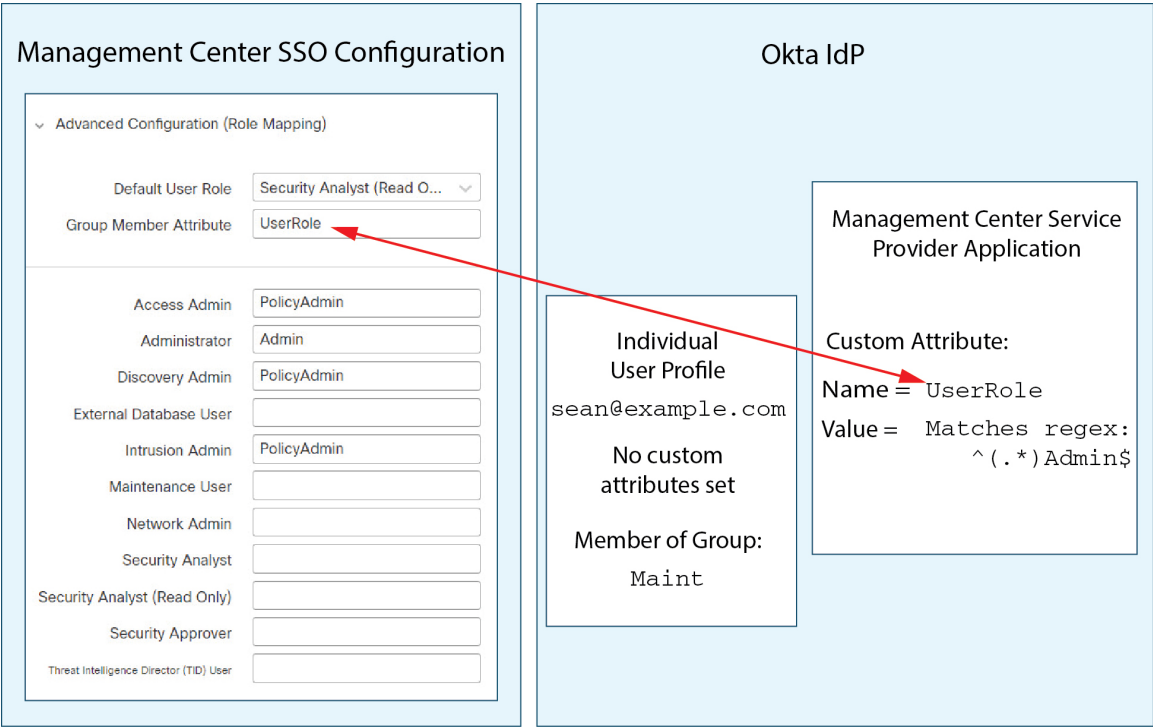 Management Center SSO Configuration
Advanced Configuration (Role Mapping)
Default User Role Security Analyst (Read O...
Group Member Attribute UserRole
Access Admin PolicyAdmin
Administrator Admin
Discovery Admin PolicyAdmin
External Database User
Intrusion Admin PolicyAdmin
Maintenance User
Network Admin
Security Analyst
Security Analyst (Read Only)
Security Approver
Threat Intelligence Director (TID) User
Okta IdP
Individual
User Profile
sean@example.com
No custom
attributes set
Member of Group:
Maint
Management Center Service
Provider Application
Custom Attribute:
Name = UserRole
Value = Matches regex:
^(.*)Admin$